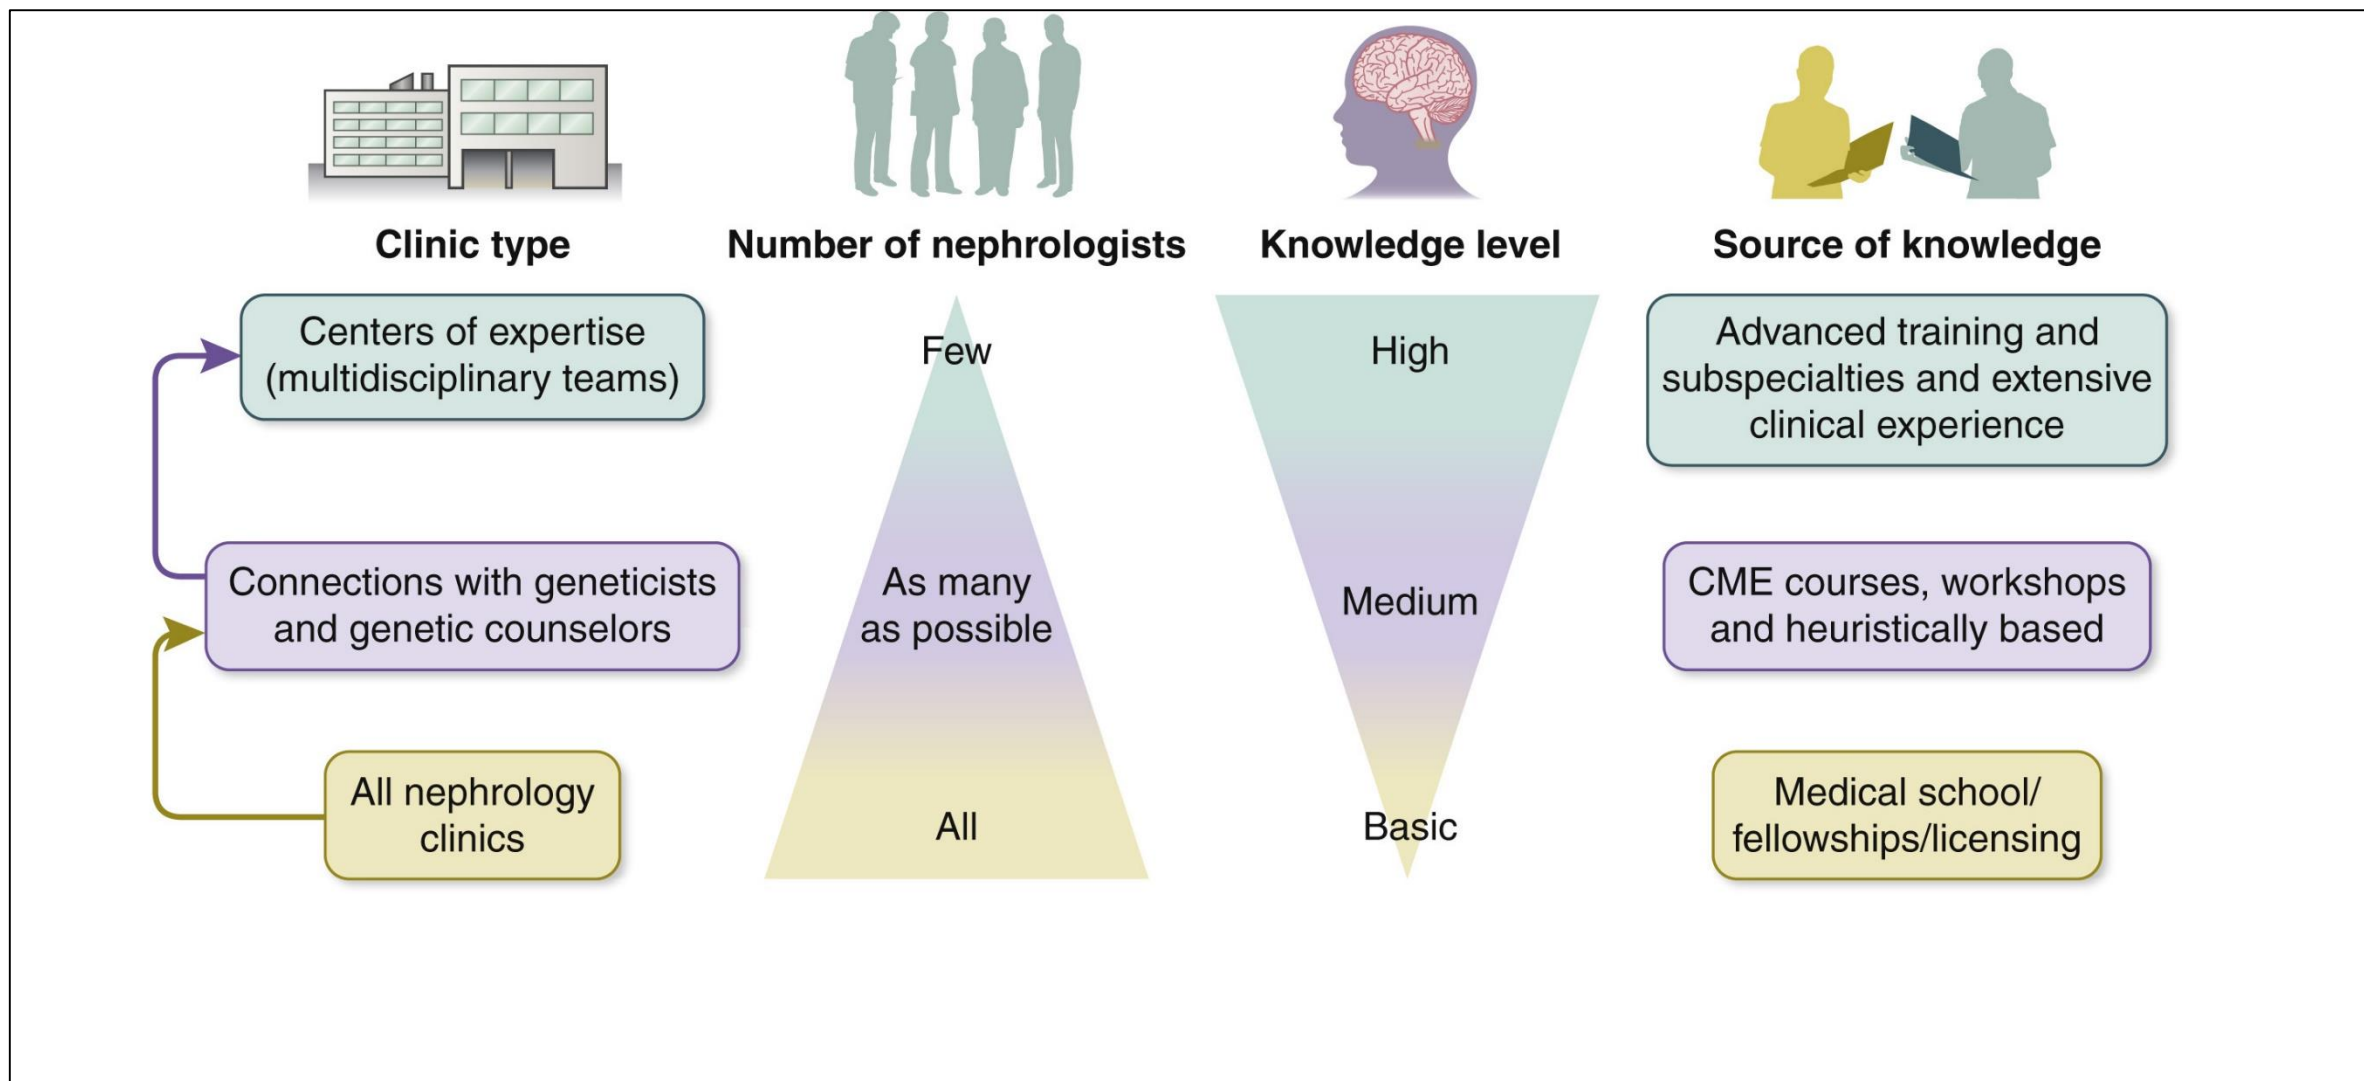 Clinic type
Number of nephrologists
Knowledge level
Source of knowledge
Centers of expertise
(multidisciplinary teams)
Few
High
Advanced training and
subspecialties and extensive
clinical experience
Connections with geneticists
and genetic counselors
As many
as possible
Medium
CME courses, workshops
and heuristically based
All nephrology
clinics
All
Basic
Medical school/
fellowships/licensing